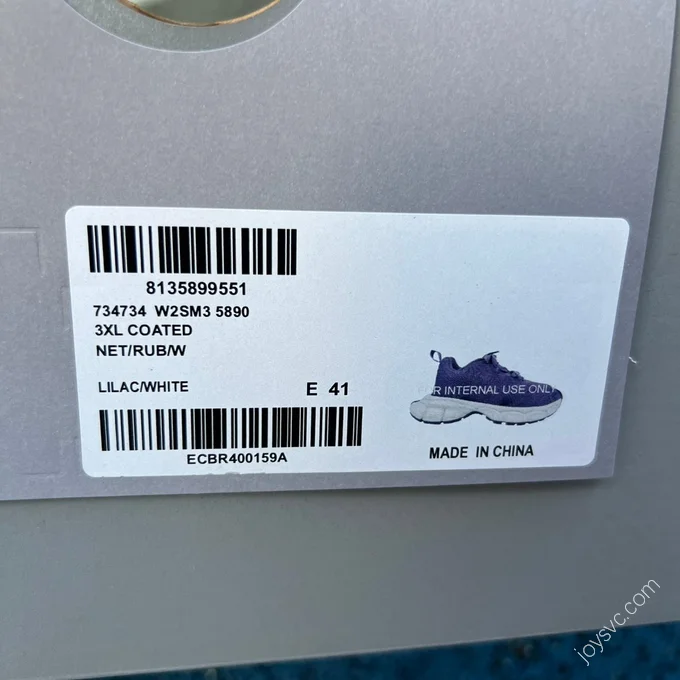 8135899551
734734 W2SM3 5890
3XL COATED
NET/RUB/W
LILAC/WHITE E 41
FOR INTERNAL USE ONLY
ECBR400159A
MADE IN CHINA
joysvc.com